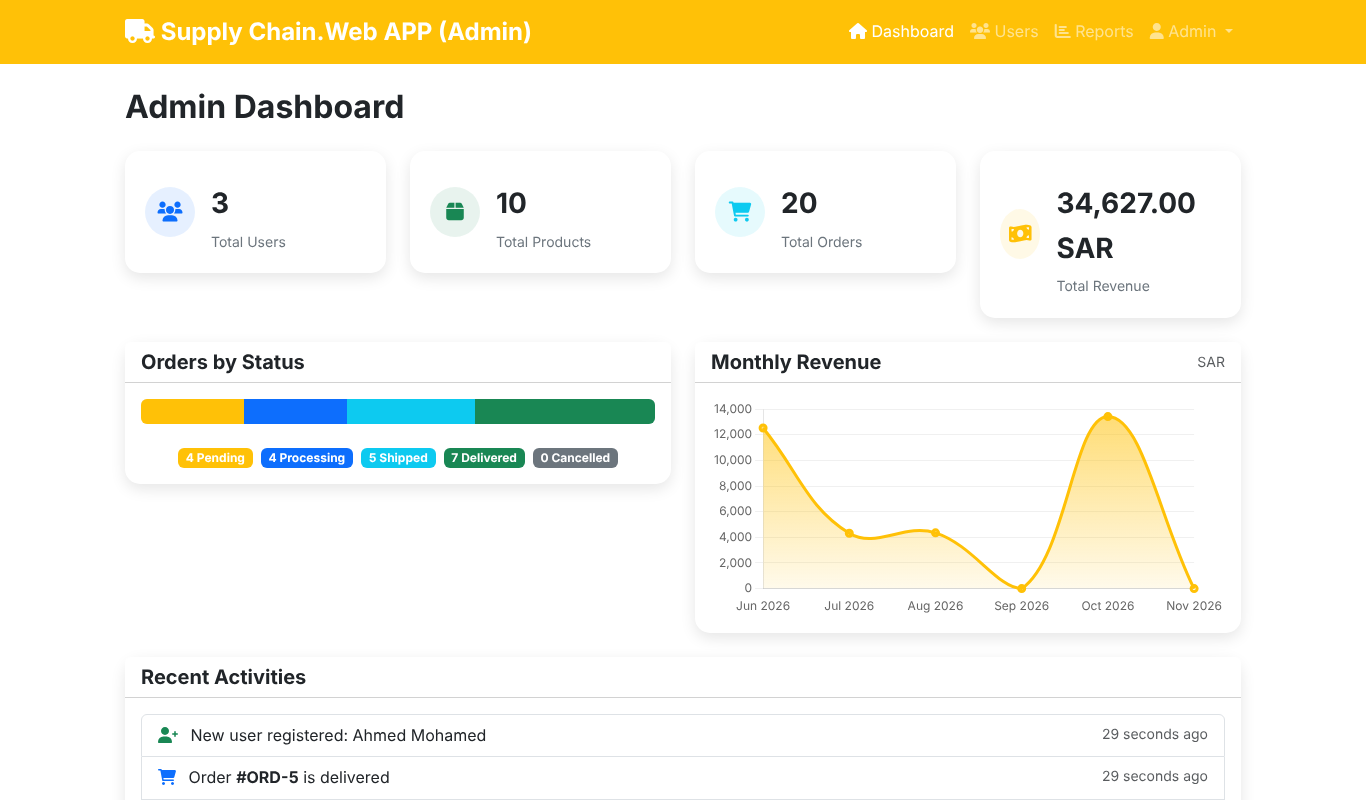 Supply Chain.Web APP (Admin)
Dashboard
Users
Reports
Admin
Admin Dashboard
3
Total Users
10
Total Products
20
Total Orders
34,627.00
SAR
Total Revenue
Orders by Status
4 Pending
4 Processing
5 Shipped
7 Delivered
0 Cancelled
Monthly Revenue
SAR
14,000
12,000
10,000
8,000
6,000
4,000
2,000
0
Jun 2026
Jul 2026
Aug 2026
Sep 2026
Oct 2026
Nov 2026
Recent Activities
New user registered: Ahmed Mohamed
29 seconds ago
Order #ORD-5 is delivered
29 seconds ago